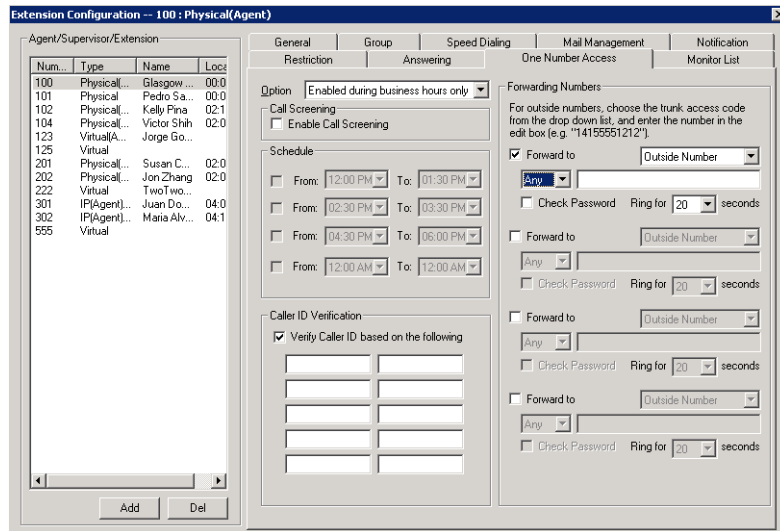 Extension Configuration -- 100 : Physical(Agent)
Agent/Supervisor/Extension
Num... Type Name Loca
100 Physical(... Glasgow ... 00:0
101 Physical(... Pedro Sa... 00:0
102 Physical(... Kelly Pina 02:1
104 Physical(... Victor Shih 02:0
123 Virtual(A... Jorge Go...
125 Virtual
201 Physical(... Susan C... 02:0
202 Physical(... Jon Zhang 02:0
222 Virtual TwoTwo...
301 IP(Agent)... Juan Do... 04:0
302 IP(Agent)... Maria Alv... 04:1
555 Virtual
Add Del
General Group Speed Dialing Mail Management Notification
Restriction Answering One Number Access Monitor List
Option Enabled during business hours only
Call Screening
Enable Call Screening
Schedule
From: 12:00 PM To: 01:30 PM
From: 02:30 PM To: 03:30 PM
From: 04:30 PM To: 06:00 PM
From: 12:00 AM To: 12:00 AM
Caller ID Verification
Verify Caller ID based on the following
Forwarding Numbers
For outside numbers, choose the trunk access code
from the drop down list, and enter the number in the
edit box (e.g. "14155551212").
Forward to Outside Number
Any
Check Password Ring for 20 seconds
Forward to Outside Number
Any
Check Password Ring for 20 seconds
Forward to Outside Number
Any
Check Password Ring for 20 seconds
Forward to Outside Number
Any
Check Password Ring for 20 seconds